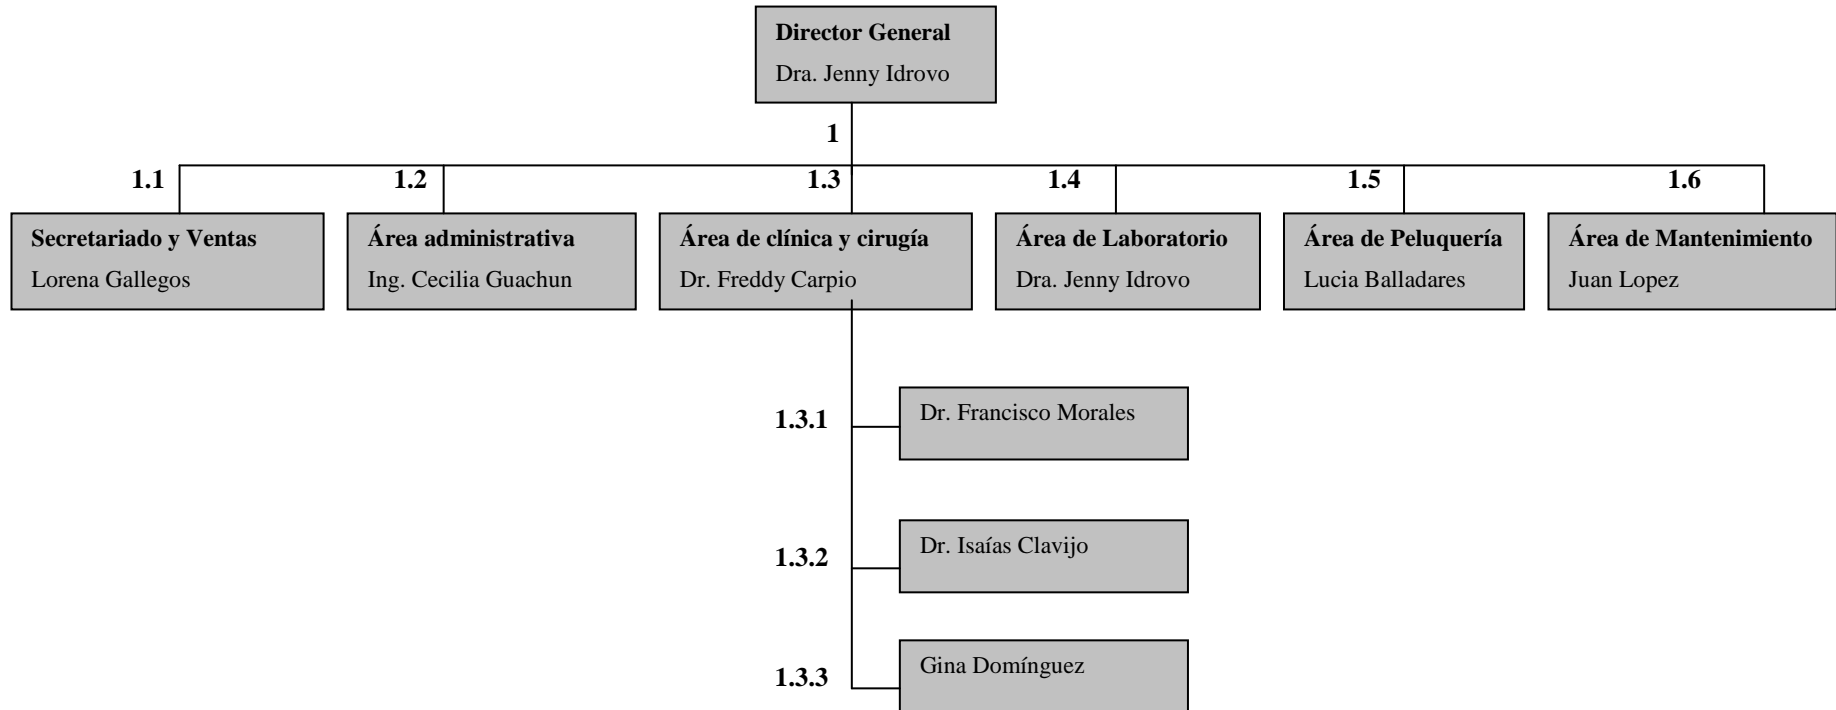 Director General
Dra. Jenny Idrovo
1
1.1
1.2
1.3
1.4
1.5
1.6
Secretariado y Ventas
Lorena Gallegos
Área administrativa
Ing. Cecilia Guachun
Área de clínica y cirugía
Dr. Freddy Carpio
Área de Laboratorio
Dra. Jenny Idrovo
Área de Peluquería
Lucia Balladares
Área de Mantenimiento
Juan Lopez
1.3.1
Dr. Francisco Morales
1.3.2
Dr. Isaías Clavijo
1.3.3
Gina Domínguez